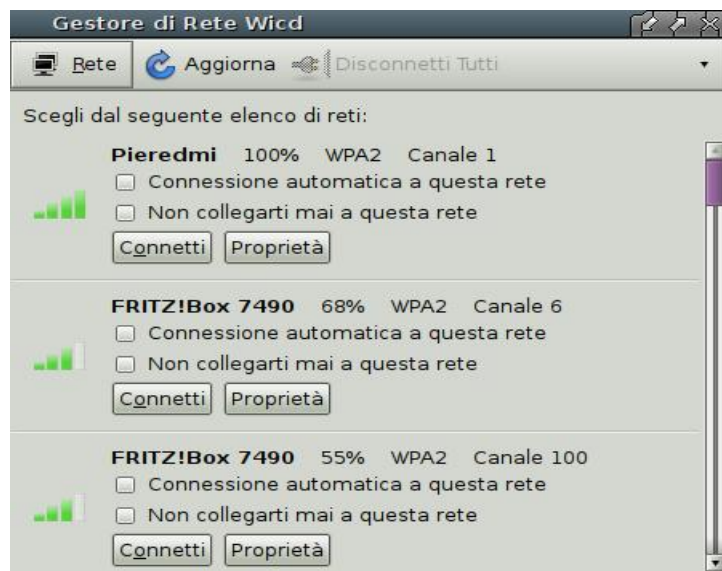 Gestore di Rete Wicd
Rete Aggiorna Disconnetti Tutti
Scegli dal seguente elenco di reti:
Pieredmi 100% WPA2 Canale 1
Connessione automatica a questa rete
Non collegarti mai a questa rete
Connetti Proprietà
FRITZ!Box 7490 68% WPA2 Canale 6
Connessione automatica a questa rete
Non collegarti mai a questa rete
Connetti Proprietà
FRITZ!Box 7490 55% WPA2 Canale 100
Connessione automatica a questa rete
Non collegarti mai a questa rete
Connetti Proprietà